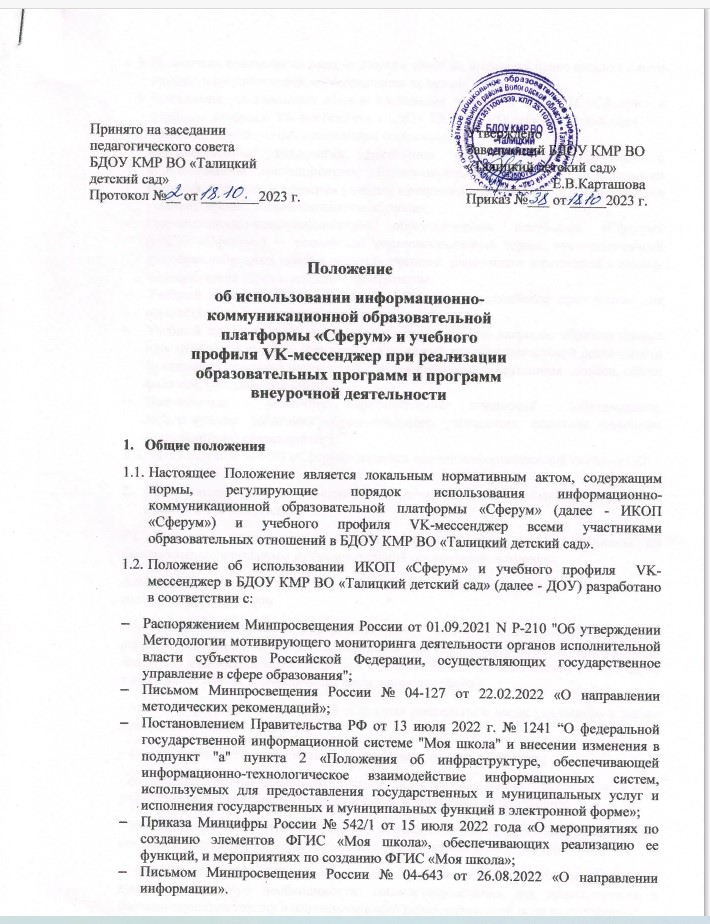 Принято на заседании
педагогического совета
БДОУ КМР ВО «Талицкий
детский сад»
Протокол № 2 от 18.10. 2023 г.
Утверждено
Заведующий БДОУ КМР ВО
«Талицкий детский сад»
Е.В.Карташова
Приказ № 38 от 18.10 2023 г.
БДОУ КМР ВО
«Талицкий
детский сад»
Положение
об использовании информационно-
коммуникационной образовательной
платформы «Сферум» и учебного
профиля VK-мессенджер при реализации
образовательных программ и программ
внеурочной деятельности
1. Общие положения
1.1. Настоящее Положение является локальным нормативным актом, содержащим
нормы, регулирующие порядок использования информационно-
коммуникационной образовательной платформы «Сферум» (далее - ИКОП
«Сферум») и учебного профиля VK-мессенджер всеми участниками
образовательных отношений в БДОУ КМР ВО «Талицкий детский сад».
1.2. Положение об использовании ИКОП «Сферум» и учебного профиля VK-
мессенджер в БДОУ КМР ВО «Талицкий детский сад» (далее - ДОУ) разработано
в соответствии с:
– Распоряжением Минпросвещения России от 01.09.2021 N Р-210 "Об утверждении
Методологии мотивирующего мониторинга деятельности органов исполнительной
власти субъектов Российской Федерации, осуществляющих государственное
управление в сфере образования";
– Письмом Минпросвещения России № 04-127 от 22.02.2022 «О направлении
методических рекомендаций»;
– Постановлением Правительства РФ от 13 июля 2022 г. № 1241 “О федеральной
государственной информационной системе "Моя школа" и внесении изменения в
подпункт "а" пункта 2 «Положения об инфраструктуре, обеспечивающей
информационно-технологическое взаимодействие информационных систем,
используемых для предоставления государственных и муниципальных услуг и
исполнения государственных и муниципальных функций в электронной форме»;
– Приказа Минцифры России № 542/1 от 15 июля 2022 года «О мероприятиях по
созданию элементов ФГИС «Моя школа», обеспечивающих реализацию ее
функций, и мероприятиях по созданию ФГИС «Моя школа»;
– Письмом Минпросвещения России № 04-643 от 26.08.2022 «О направлении
информации».